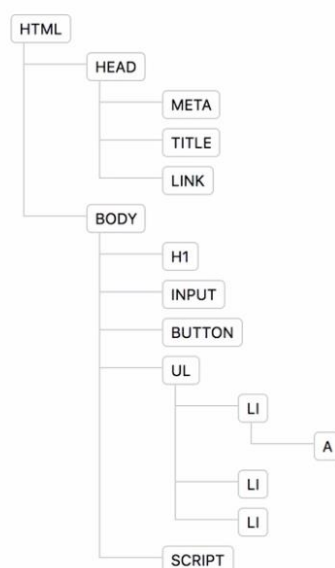 HTML
HEAD
META
TITLE
LINK
BODY
H1
INPUT
BUTTON
UL
LI
A
LI
LI
SCRIPT